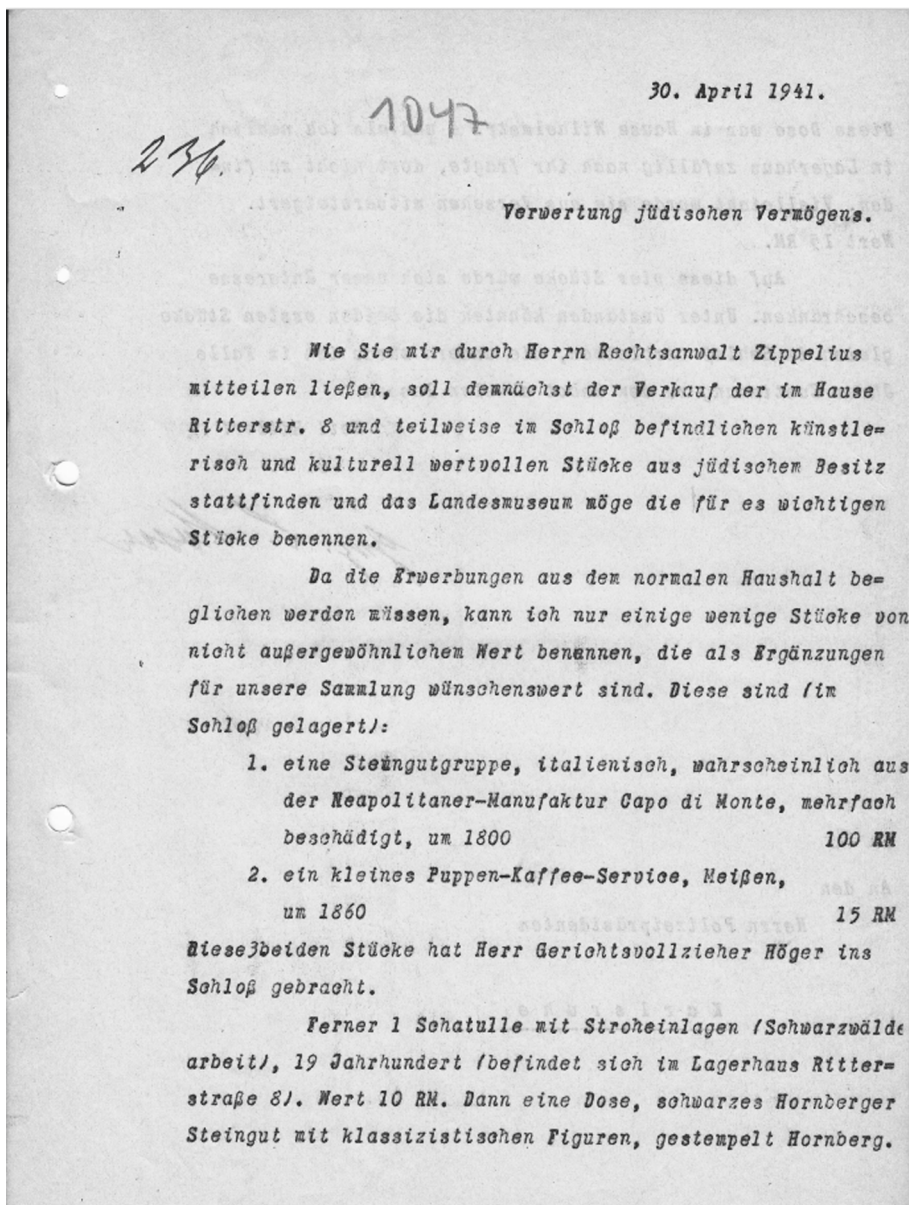 30. April 1941.
1047
236.
Verwertung jüdischen Vermögens.
Wie Sie mir durch Herrn Rechtsanwalt Zippelius
mitteilen ließen, soll demnächst der Verkauf der im Hause
Ritterstr. 8 und teilweise im Schloß befindlichen künstle=
risch und kulturell wertvollen Stücke aus jüdischem Besitz
stattfinden und das Landesmuseum möge die für es wichtigen
Stücke benennen.
Da die Erwerbungen aus dem normalen Haushalt be=
glichen werden müssen, kann ich nur einige wenige Stücke von
nicht außergewöhnlichem Wert benennen, die als Ergänzungen
für unsere Sammlung wünschenswert sind. Diese sind (im
Schloß gelagert):
1. eine Steingutgruppe, italienisch, wahrscheinlich aus
der Neapolitaner-Manufaktur Capo di Monte, mehrfach
beschädigt, um 1800 100 RM
2. ein kleines Puppen-Kaffee-Service, Meißen,
um 1860 15 RM
Diese3beiden Stücke hat Herr Gerichtsvollzieher Höger ins
Schloß gebracht.
Ferner 1 Schatulle mit Stroheinlagen (Schwarzwälde
arbeit), 19 Jahrhundert (befindet sich im Lagerhaus Ritter=
straße 8). Wert 10 RM. Dann eine Dose, schwarzes Hornberger
Steingut mit klassizistischen Figuren, gestempelt Hornberg.